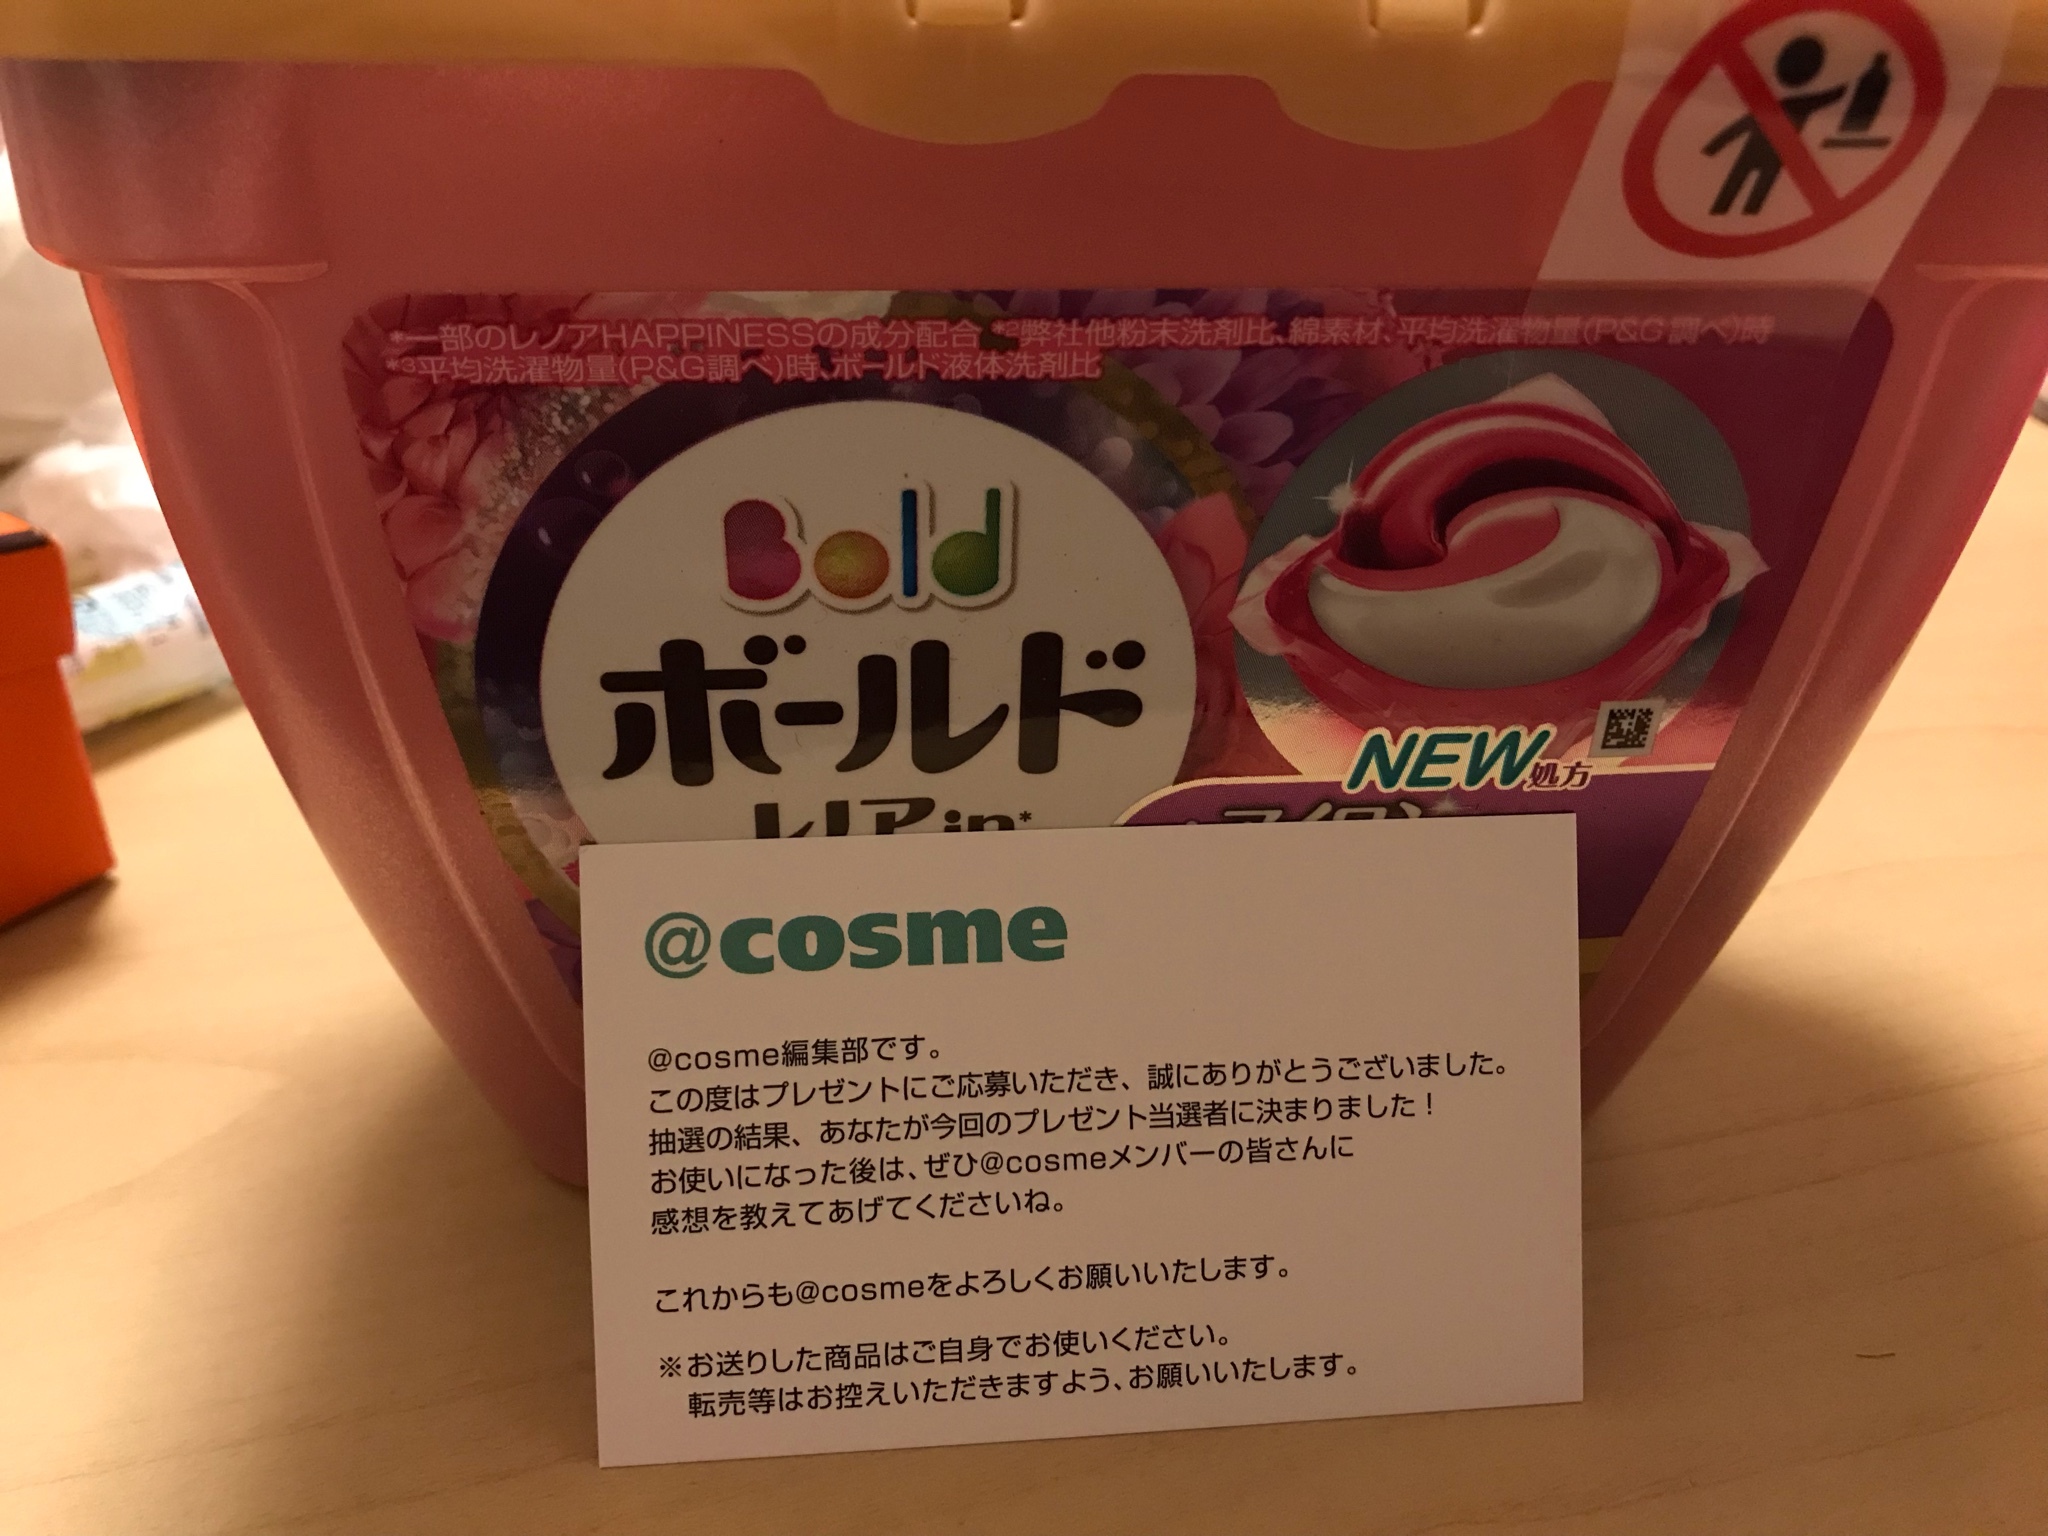 *一部のレノアHAPPINESSの成分配合 *²弊社他粉末洗剤比、綿素材、平均洗濯物量(P&G調べ)時
*³平均洗濯物量(P&G調べ)時、ボールド液体洗剤比
Bold
ボールド
レノアin*
NEW処方
@cosme
@cosme編集部です。
この度はプレゼントにご応募いただき、誠にありがとうございました。
抽選の結果、あなたが今回のプレゼント当選者に決まりました！
お使いになった後は、ぜひ@cosmeメンバーの皆さんに
感想を教えてあげてくださいね。
これからも@cosmeをよろしくお願いいたします。
※お送りした商品はご自身でお使いください。
転売等はお控えいただきますよう、お願いいたします。